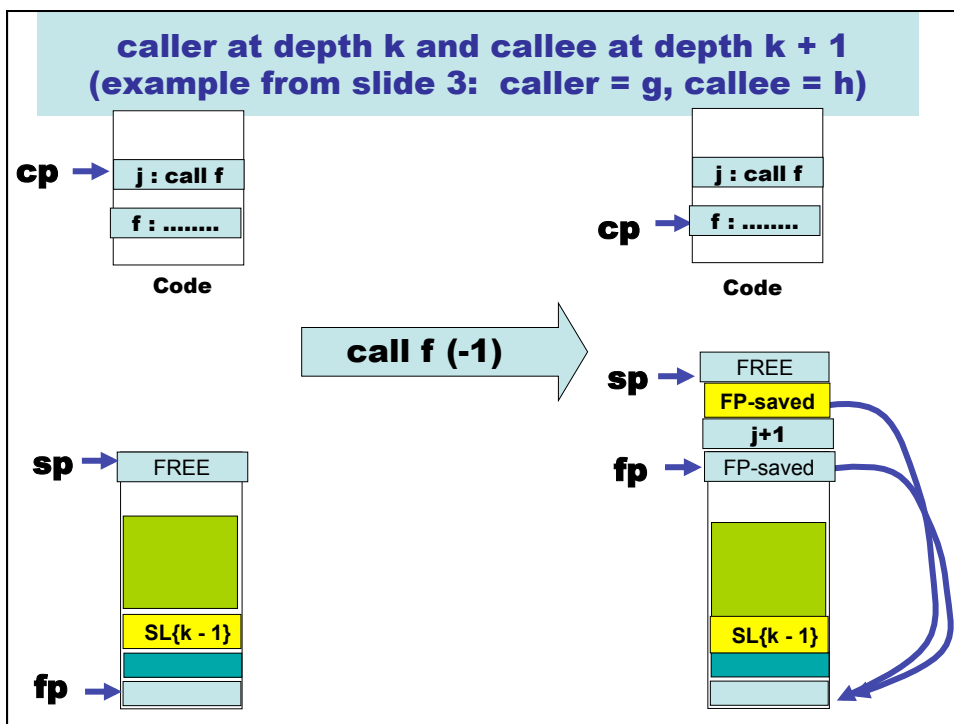 caller at depth k and callee at depth k + 1
(example from slide 3: caller = g, callee = h)
cp
j : call f
f : ........
Code
cp
j : call f
f : ........
Code
call f (-1)
sp
FREE
SL{k - 1}
fp
sp
FREE
FP-saved
j+1
fp
FP-saved
SL{k - 1}